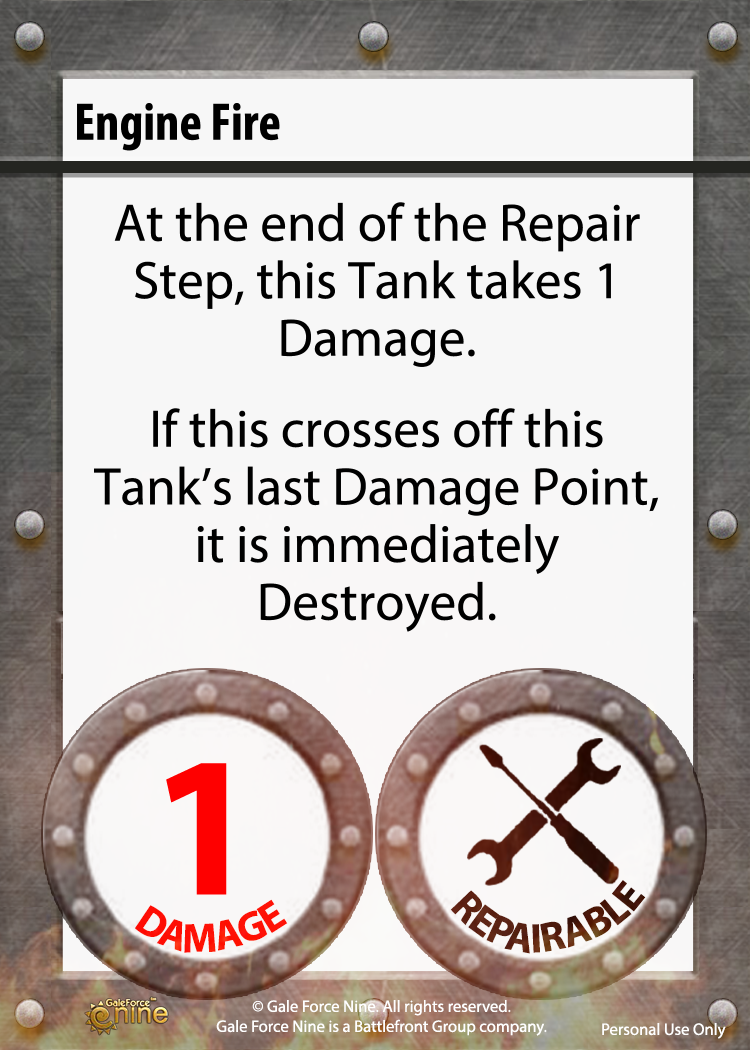 Engine Fire
At the end of the Repair
Step, this Tank takes 1
Damage.
If this crosses off this
Tank’s last Damage Point,
it is immediately
Destroyed.
1
DAMAGE
REPAIRABLE
GaleForce™
nine
© Gale Force Nine. All rights reserved.
Gale Force Nine is a Battlefront Group company.
Personal Use Only